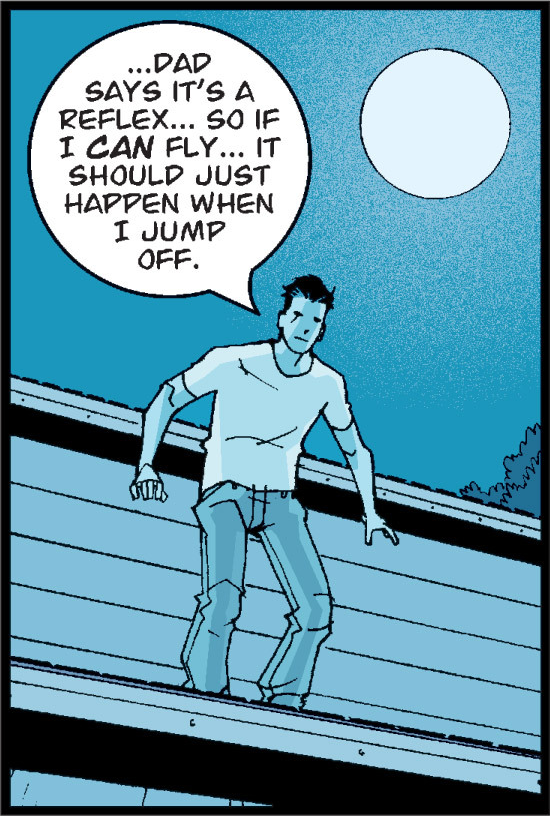 ...DAD
SAYS IT'S A
REFLEX... SO IF
I CAN FLY... IT
SHOULD JUST
HAPPEN WHEN
I JUMP
OFF.